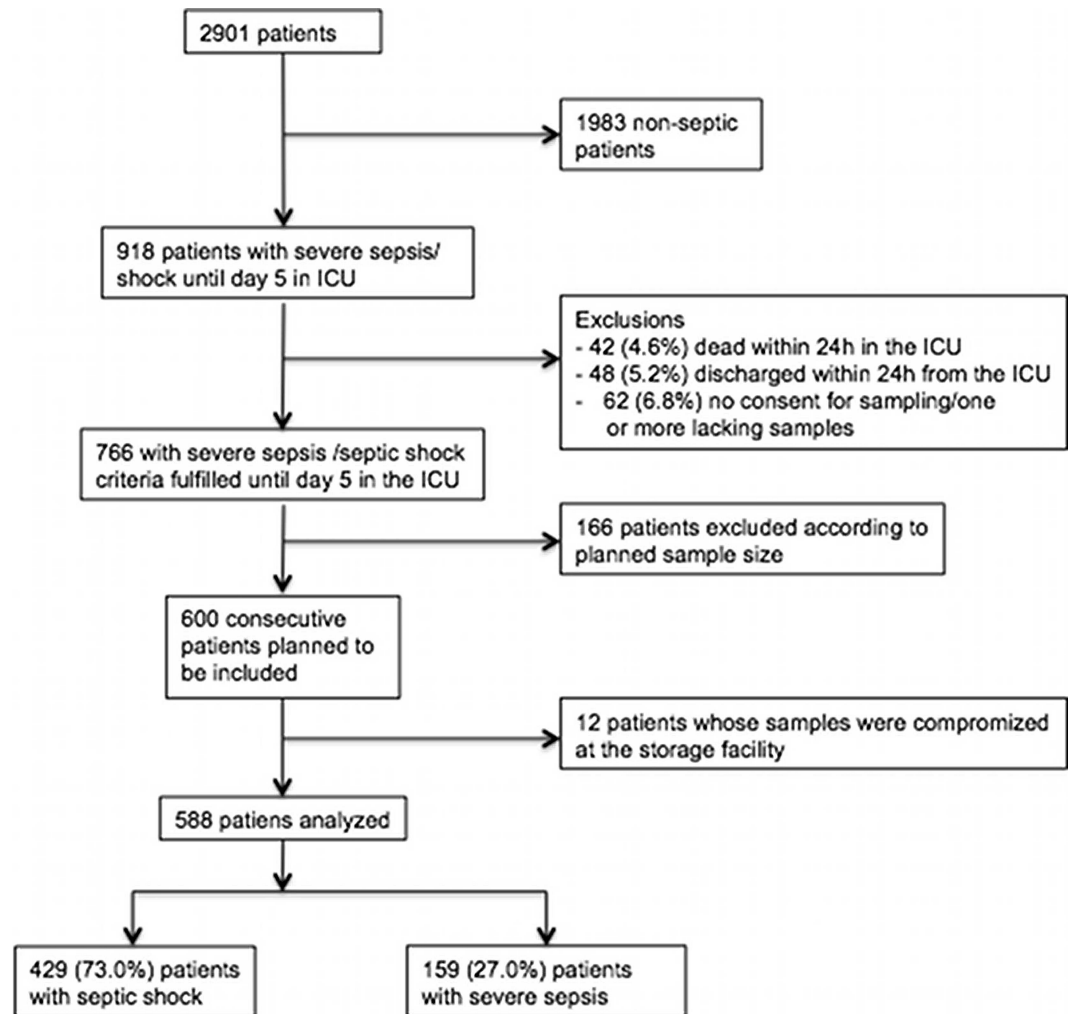 2901 patients
1983 non-septic
patients
918 patients with severe sepsis/
shock until day 5 in ICU
Exclusions
- 42 (4.6%) dead within 24h in the ICU
- 48 (5.2%) discharged within 24h from the ICU
- 62 (6.8%) no consent for sampling/one
or more lacking samples
766 with severe sepsis /septic shock
criteria fulfilled until day 5 in the ICU
166 patients excluded according to
planned sample size
600 consecutive
patients planned to
be included
12 patients whose samples were compromized
at the storage facility
588 patiens analyzed
429 (73.0%) patients
with septic shock
159 (27.0%) patients
with severe sepsis